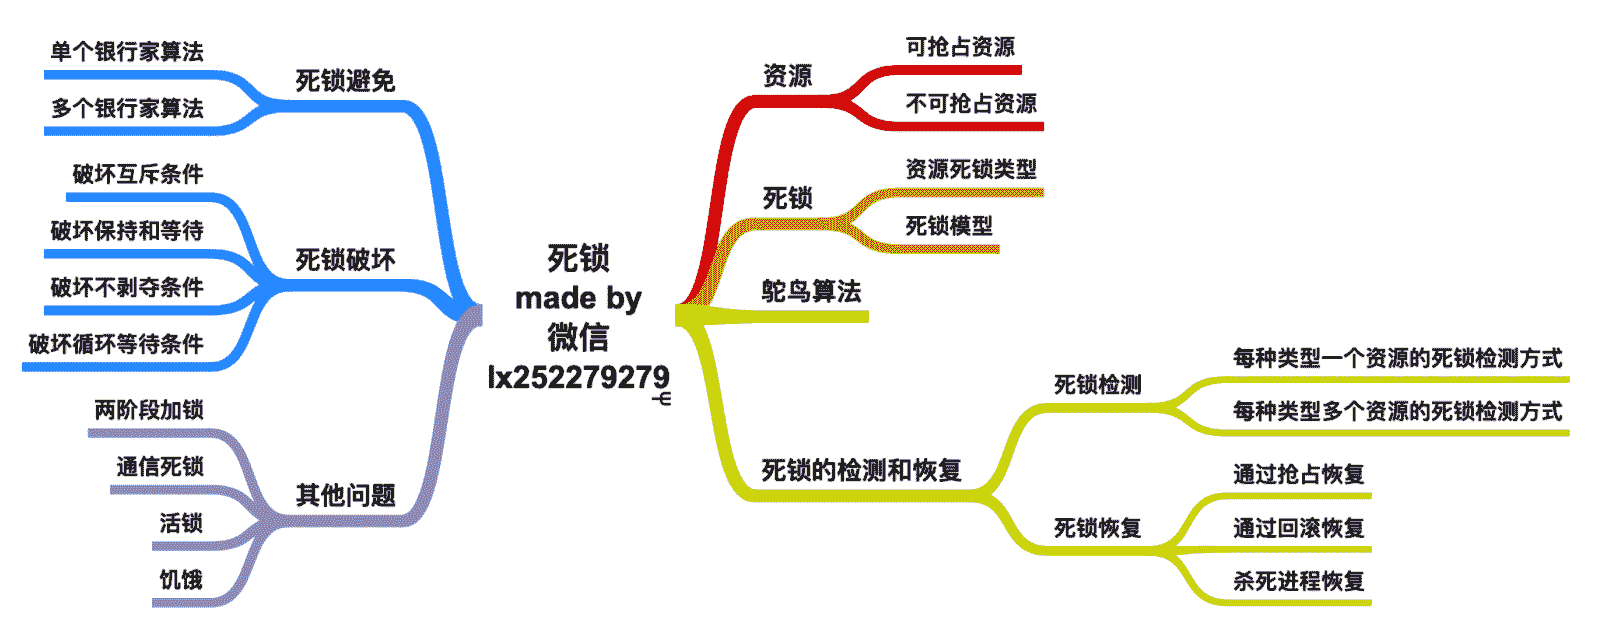 死锁
made by
微信
lx252279279
资源
可抢占资源
不可抢占资源
死锁
资源死锁类型
死锁模型
鸵鸟算法
死锁的检测和恢复
死锁检测
每种类型一个资源的死锁检测方式
每种类型多个资源的死锁检测方式
死锁恢复
通过抢占恢复
通过回滚恢复
杀死进程恢复
死锁避免
单个银行家算法
多个银行家算法
死锁破坏
破坏互斥条件
破坏保持和等待
破坏不剥夺条件
破坏循环等待条件
其他问题
两阶段加锁
通信死锁
活锁
饥饿